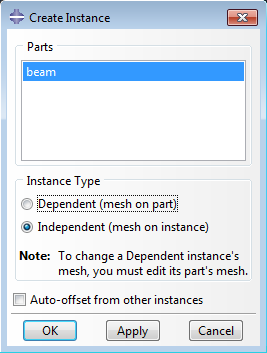 Create Instance
Parts
beam
Instance Type
Dependent (mesh on part)
Independent (mesh on instance)
Note: To change a Dependent instance's
mesh, you must edit its part's mesh.
Auto-offset from other instances
OK Apply Cancel